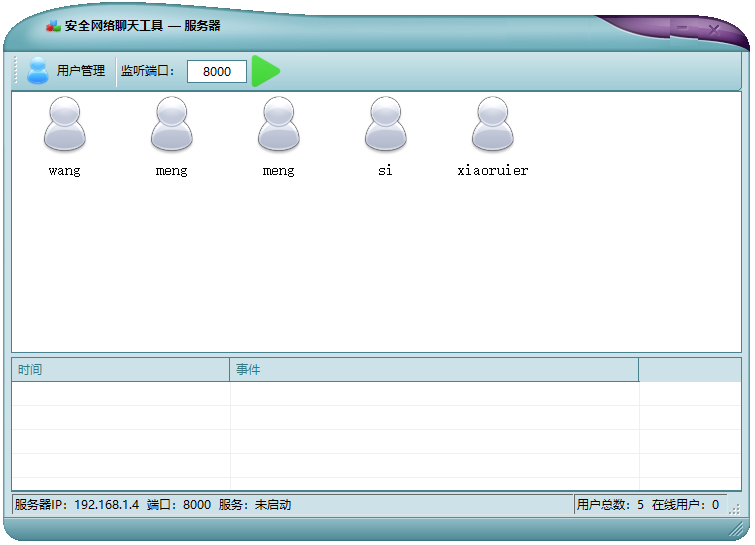 安全网络聊天工具 — 服务器
用户管理 监听端口： 8000
wang meng meng si xiaoruier
时间 事件
服务器IP：192.168.1.4 端口：8000 服务：未启动 用户总数：5 在线用户：0